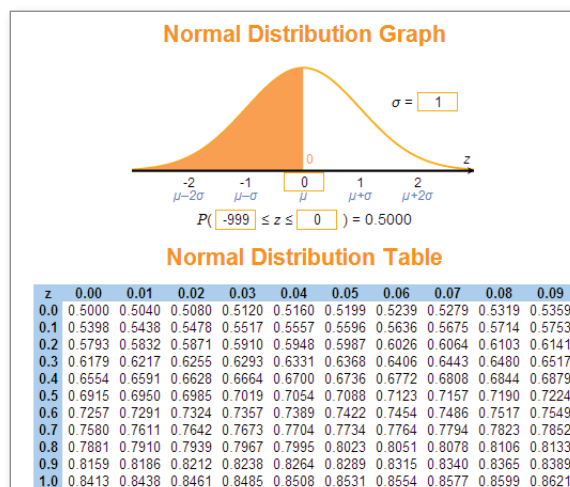 Normal Distribution Graph
σ = 1
0
z
-2 -1 0 1 2
μ−2σ μ−σ μ μ+σ μ+2σ
P( -999 ≤ z ≤ 0 ) = 0.5000
Normal Distribution Table
z 0.00 0.01 0.02 0.03 0.04 0.05 0.06 0.07 0.08 0.09
0.0 0.5000 0.5040 0.5080 0.5120 0.5160 0.5199 0.5239 0.5279 0.5319 0.5359
0.1 0.5398 0.5438 0.5478 0.5517 0.5557 0.5596 0.5636 0.5675 0.5714 0.5753
0.2 0.5793 0.5832 0.5871 0.5910 0.5948 0.5987 0.6026 0.6064 0.6103 0.6141
0.3 0.6179 0.6217 0.6255 0.6293 0.6331 0.6368 0.6406 0.6443 0.6480 0.6517
0.4 0.6554 0.6591 0.6628 0.6664 0.6700 0.6736 0.6772 0.6808 0.6844 0.6879
0.5 0.6915 0.6950 0.6985 0.7019 0.7054 0.7088 0.7123 0.7157 0.7190 0.7224
0.6 0.7257 0.7291 0.7324 0.7357 0.7389 0.7422 0.7454 0.7486 0.7517 0.7549
0.7 0.7580 0.7611 0.7642 0.7673 0.7704 0.7734 0.7764 0.7794 0.7823 0.7852
0.8 0.7881 0.7910 0.7939 0.7967 0.7995 0.8023 0.8051 0.8078 0.8106 0.8133
0.9 0.8159 0.8186 0.8212 0.8238 0.8264 0.8289 0.8315 0.8340 0.8365 0.8389
1.0 0.8413 0.8438 0.8461 0.8485 0.8508 0.8531 0.8554 0.8577 0.8599 0.8621